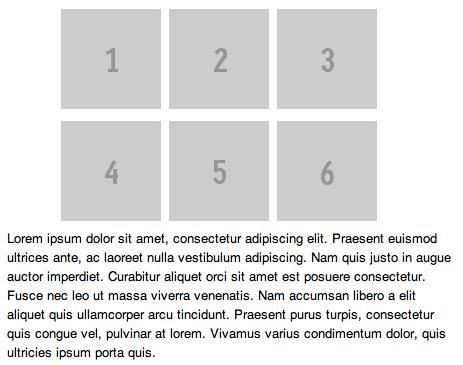 1 2 3
4 5 6
Lorem ipsum dolor sit amet, consectetur adipiscing elit. Praesent euismod
ultrices ante, ac laoreet nulla vestibulum adipiscing. Nam quis justo in augue
auctor imperdiet. Curabitur aliquet orci sit amet est posuere consectetur.
Fusce nec leo ut massa viverra venenatis. Nam accumsan libero a elit
aliquet quis ullamcorper arcu tincidunt. Praesent purus turpis, consectetur
quis congue vel, pulvinar at lorem. Vivamus varius condimentum dolor, quis
ultricies ipsum porta quis.